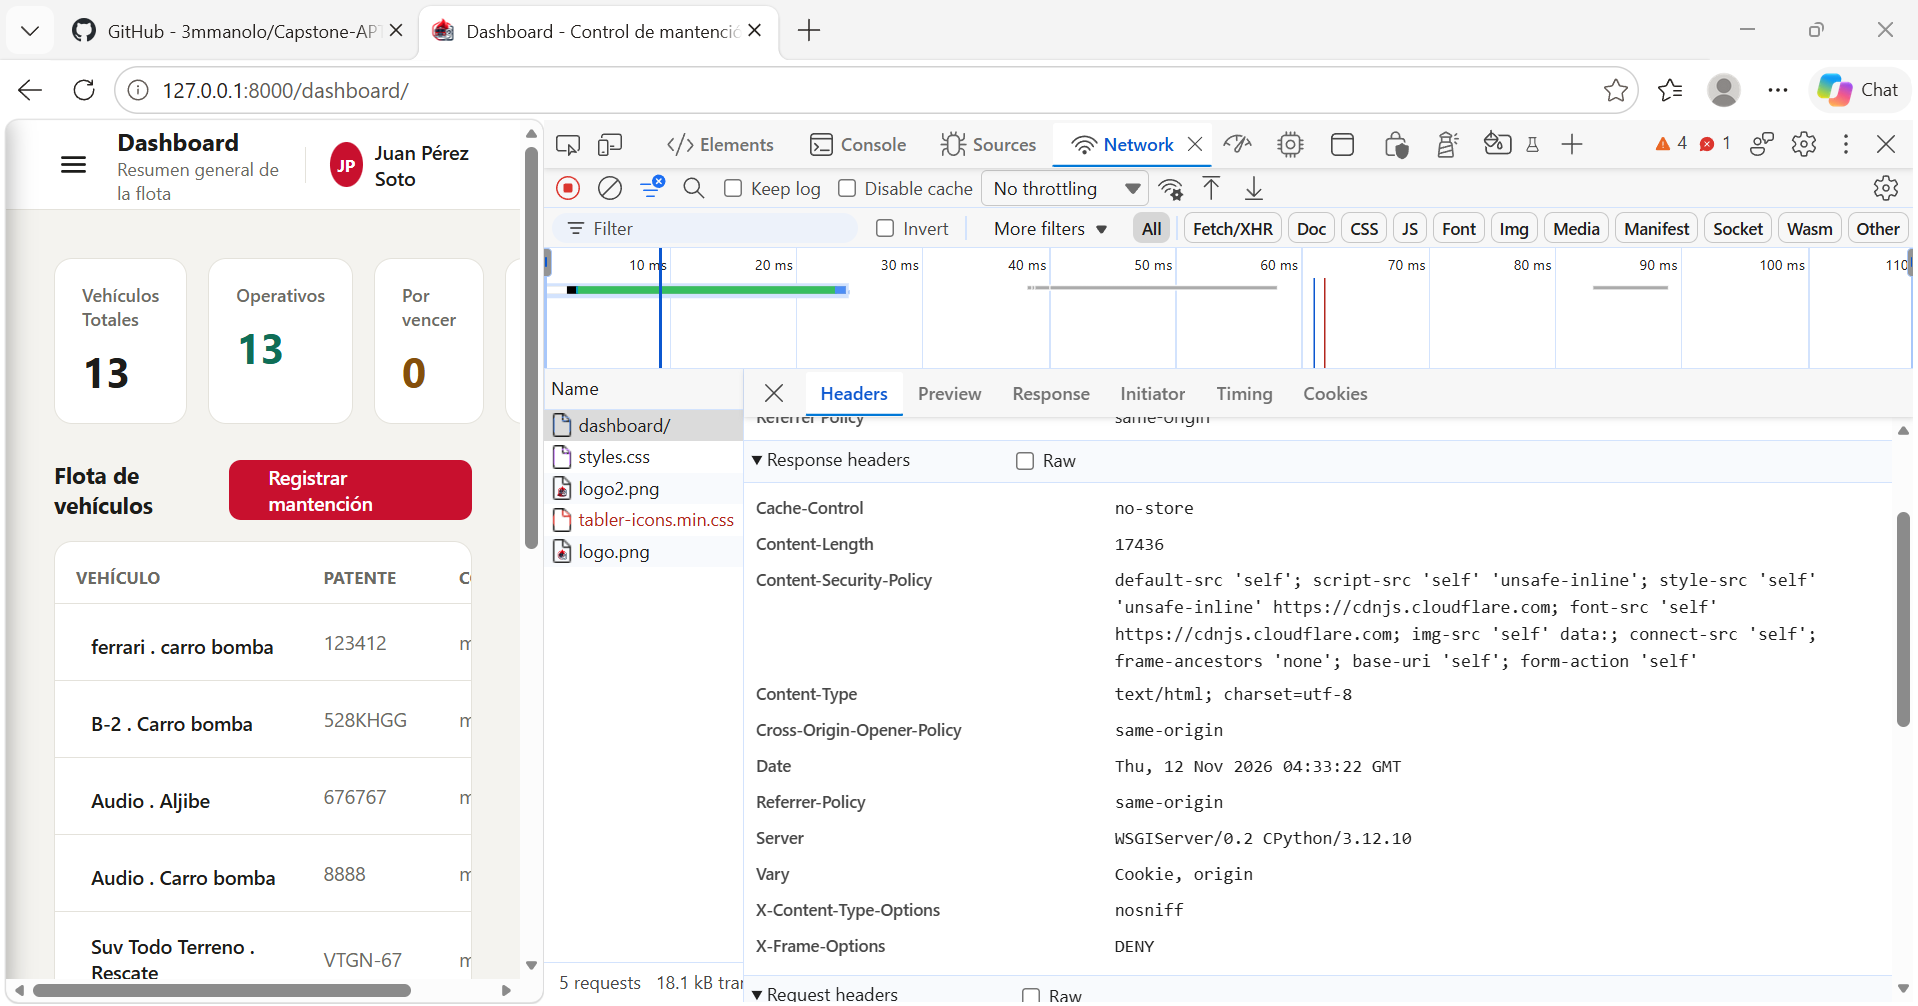 GitHub - 3mmanolo/Capstone-APT
Dashboard - Control de mantenció
127.0.0.1:8000/dashboard/
Chat
Dashboard
Resumen general de
la flota
JP
Juan Pérez
Soto
Vehículos
Totales
13
Operativos
13
Por
vencer
0
Flota de
vehículos
Registrar
mantención
VEHÍCULO PATENTE
ferrari . carro bomba 123412 m
B-2 . Carro bomba 528KHGG m
Audio . Aljibe 676767 m
Audio . Carro bomba 8888 m
Suv Todo Terreno .
Rescate
VTGN-67 m
Elements Console Sources Network 4 1
Keep log Disable cache No throttling
Filter Invert More filters All Fetch/XHR Doc CSS JS Font Img Media Manifest Socket Wasm Other
10 ms 20 ms 30 ms 40 ms 50 ms 60 ms 70 ms 80 ms 90 ms 100 ms 110
Name
dashboard/
styles.css
logo2.png
tabler-icons.min.css
logo.png
5 requests 18.1 kB tra
Headers Preview Response Initiator Timing Cookies
Referrer Policy same-origin
Response headers Raw
Cache-Control no-store
Content-Length 17436
Content-Security-Policy default-src 'self'; script-src 'self' 'unsafe-inline'; style-src 'self'
'unsafe-inline' https://cdnjs.cloudflare.com; font-src 'self'
https://cdnjs.cloudflare.com; img-src 'self' data:; connect-src 'self';
frame-ancestors 'none'; base-uri 'self'; form-action 'self'
Content-Type text/html; charset=utf-8
Cross-Origin-Opener-Policy same-origin
Date Thu, 12 Nov 2026 04:33:22 GMT
Referrer-Policy same-origin
Server WSGIServer/0.2 CPython/3.12.10
Vary Cookie, origin
X-Content-Type-Options nosniff
X-Frame-Options DENY
Request headers Raw